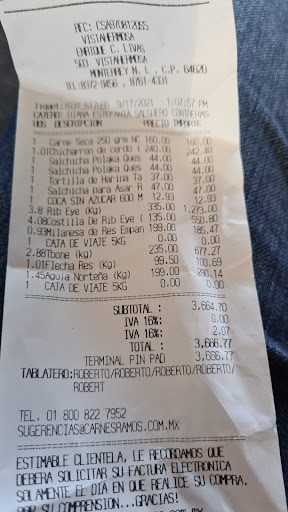 RFC: CSA970812D55
VISTAHERMOSA
ENRIQUE C. LIVAS
503 VISTAHERMOSA
MONTERREY N. L . C.P. 64620
Tel:8372-9456 . 8761-4331
9/17/2021 1:07:57 PM
CAJERO: DIANA ESTEFANIA SALGUERO CONTRERAS
UDS DESCRIPCION PRECIO IMPORTE
1 Carne Seca 250 grm NC 160.00 160.00
1.01Chicharron de cerdo ( 240.00 242.40
1 Salchicha Polaka Ques 44.00 44.00
1 Salchicha Polaka Ques 44.00 44.00
1 Tortilla de Harina Ta 37.00 37.00
1 Salchicha para Asar R 47.00 47.00
1 COCA SIN AZUCAR 600 M 12.93 12.93
3.8 Rib Eye (Kg) 335.00 1,273.00
4.08Costilla De Rib Eye ( 135.00 550.80
0.93Milanesa de Res Empan 199.00 185.47
1 CAJA DE VIAJE 5KG 0.00 0.00
2.88Tbone (kg) 235.00 677.27
1.01Flecha Res (Kg) 99.50 100.69
1.45Aguja Norteña (Kg) 199.00 290.14
1 CAJA DE VIAJE 5KG 0.00 0.00
SUBTOTAL : 3,664.70
IVA 16%: 0.00
IVA 16%: 2.07
TOTAL : 3,666.77
TERMINAL PIN PAD 3,666.77
TABLAJERO:ROBERTO/ROBERTO/ROBERTO/ROBERTO/
ROBERT
TEL. 01 800 822 7952
SUGERENCIAS@CARNESRAMOS.COM.MX
ESTIMABLE CLIENTELA, LE RECORDAMOS QUE
DEBERA SOLICITAR SU FACTURA ELECTRONICA
SOLAMENTE EL DIA EN QUE REALICE SU COMPRA.
POR SU COMPRENSION...GRACIAS!